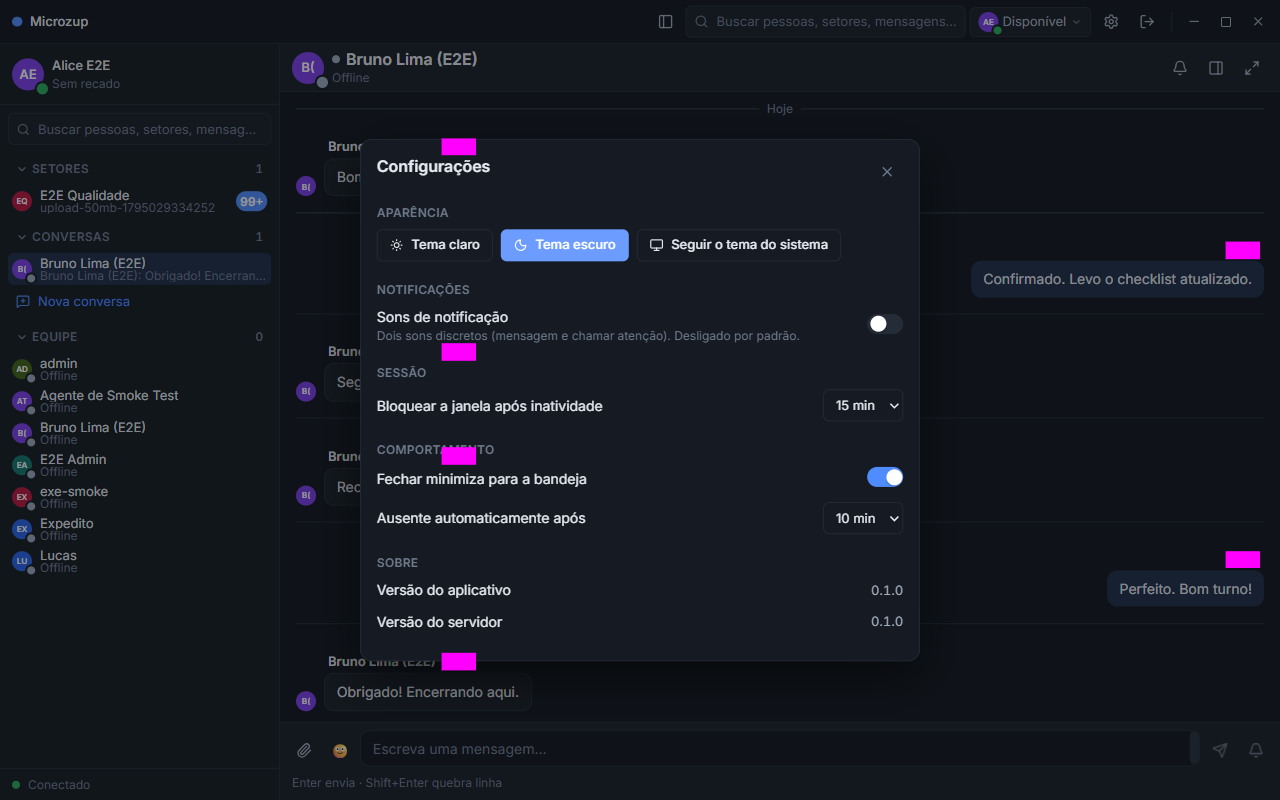 Microzup
Buscar pessoas, setores, mensagens...
AE
Disponível
AE
Alice E2E
Sem recado
Buscar pessoas, setores, mensag...
SETORES
1
EQ
E2E Qualidade
upload-50mb-1795029334252
99+
CONVERSAS
1
B(
Bruno Lima (E2E)
Bruno Lima (E2E): Obrigado! Encerran...
Nova conversa
EQUIPE
0
AD
admin
Offline
AT
Agente de Smoke Test
Offline
B(
Bruno Lima (E2E)
Offline
EA
E2E Admin
Offline
EX
exe-smoke
Offline
EX
Expedito
Offline
LU
Lucas
Offline
Conectado
B(
Bruno Lima (E2E)
Offline
Hoje
B(
Confirmado. Levo o checklist atualizado.
B(
B(
Perfeito. Bom turno!
Bruno Lima (E2E)
B(
Obrigado! Encerrando aqui.
Escreva uma mensagem...
Enter envia · Shift+Enter quebra linha
Configurações
APARÊNCIA
Tema claro
Tema escuro
Seguir o tema do sistema
NOTIFICAÇÕES
Sons de notificação
Dois sons discretos (mensagem e chamar atenção). Desligado por padrão.
SESSÃO
Bloquear a janela após inatividade
15 min
COMPORTAMENTO
Fechar minimiza para a bandeja
Ausente automaticamente após
10 min
SOBRE
Versão do aplicativo
0.1.0
Versão do servidor
0.1.0